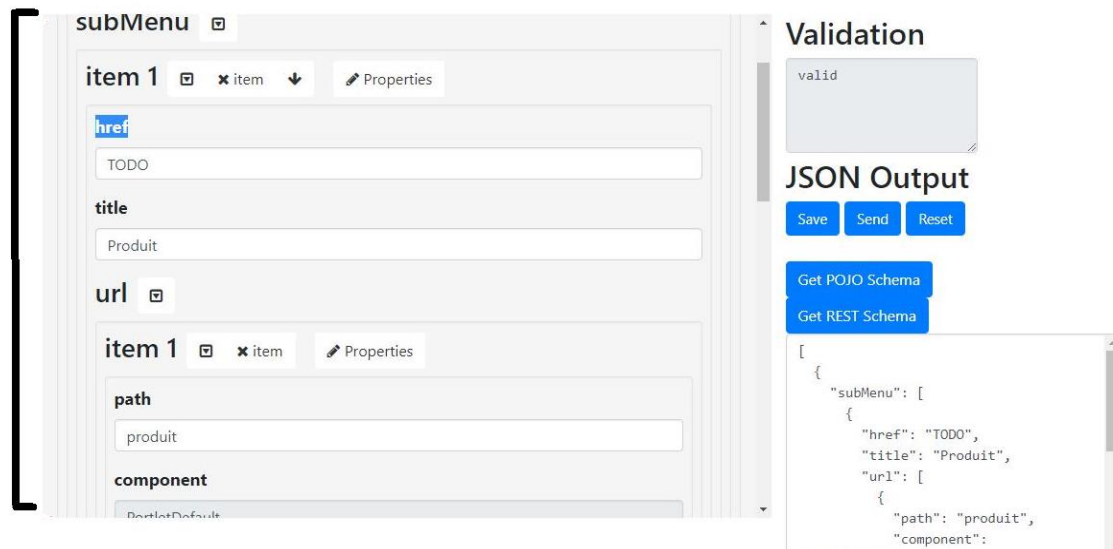 subMenu
item 1 item Properties
href
TODO
title
Produit
url
item 1 item Properties
path
produit
component
PortletDefault
Validation
valid
JSON Output
Save Send Reset
Get POJO Schema
Get REST Schema
[
{
"subMenu": [
{
"href": "TODO",
"title": "Produit",
"url": [
{
"path": "produit",
"component":